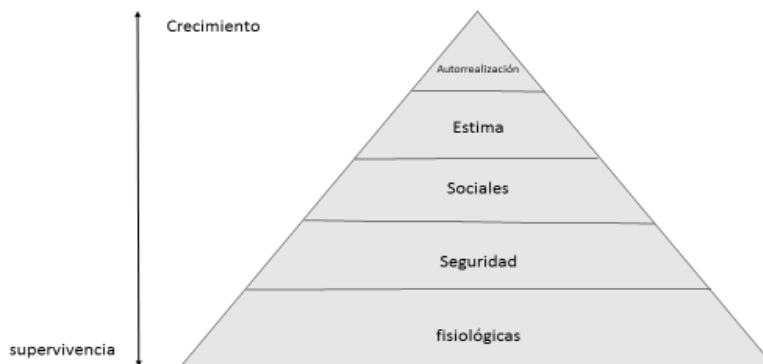 Crecimiento
Autorrealización
Estima
Sociales
Seguridad
fisiológicas
supervivencia